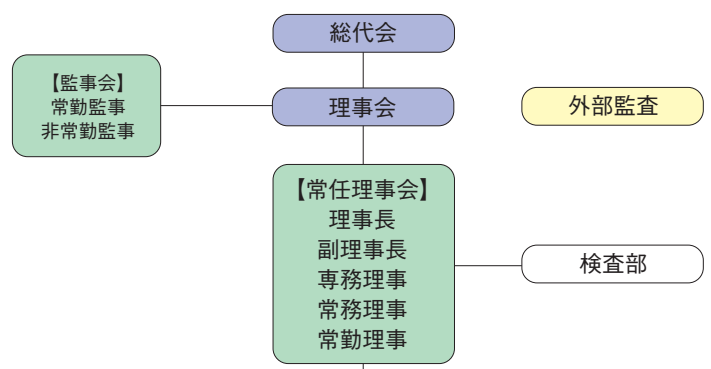 総代会
【監事会】
常勤監事
非常勤監事
理事会
外部監査
【常任理事会】
理事長
副理事長
専務理事
常務理事
常勤理事
検査部